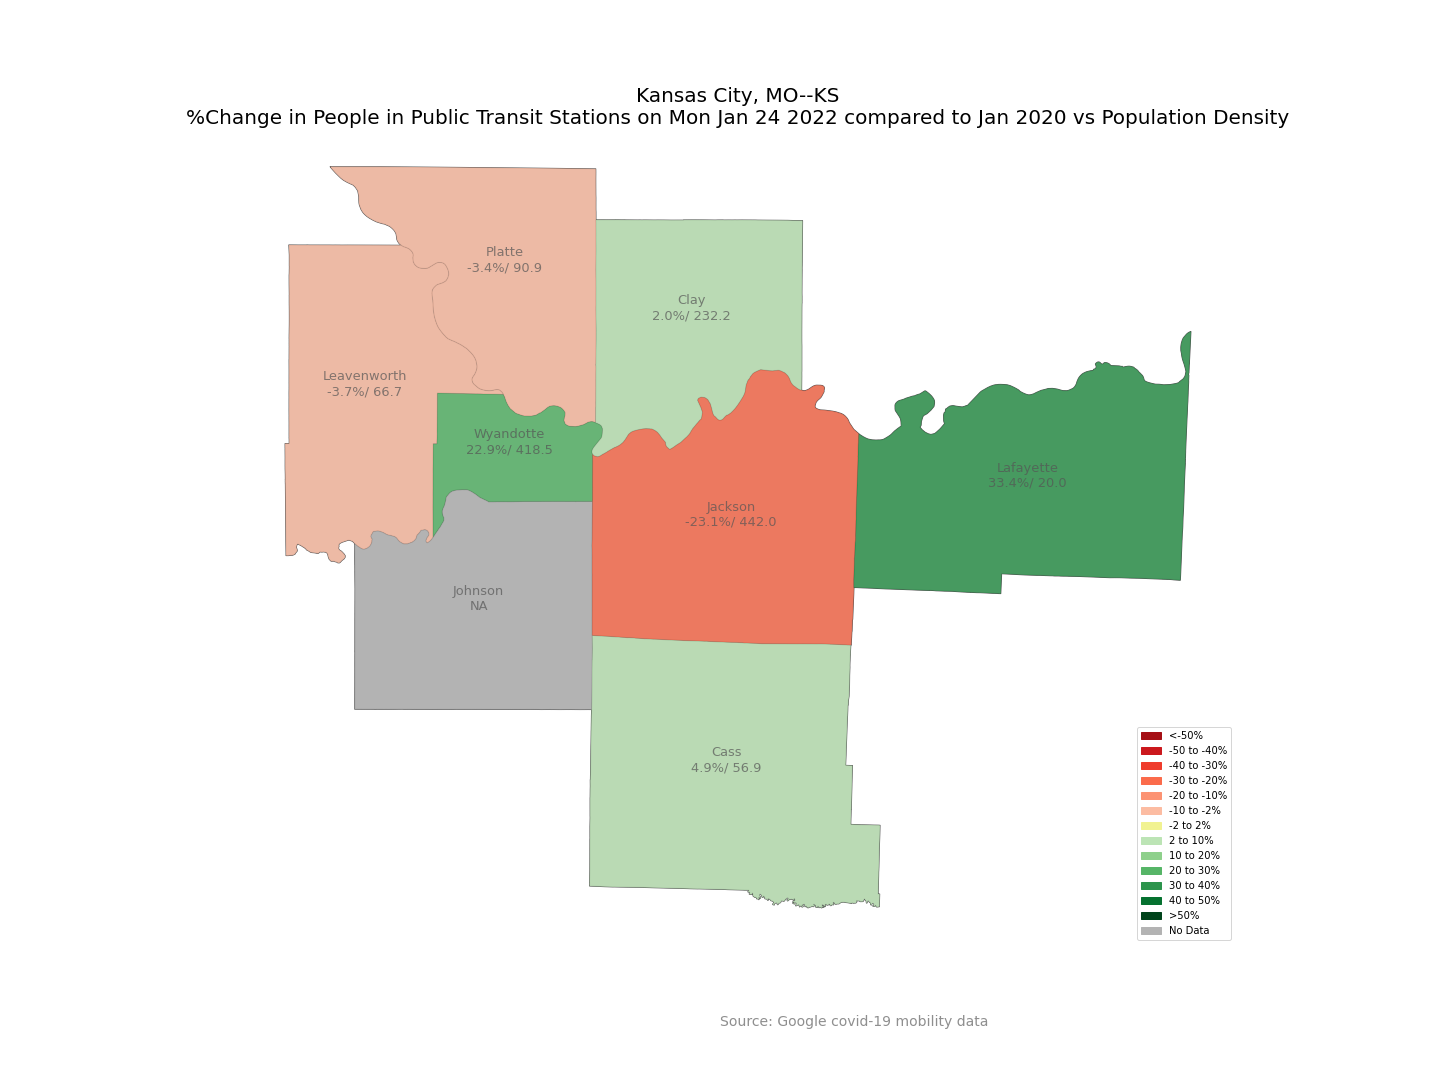 Kansas City, MO--KS
%Change in People in Public Transit Stations on Mon Jan 24 2022 compared to Jan 2020 vs Population Density
Platte
-3.4%/ 90.9
Clay
2.0%/ 232.2
Leavenworth
-3.7%/ 66.7
Wyandotte
22.9%/ 418.5
Lafayette
33.4%/ 20.0
Jackson
-23.1%/ 442.0
Johnson
NA
Cass
4.9%/ 56.9
<-50%
-50 to -40%
-40 to -30%
-30 to -20%
-20 to -10%
-10 to -2%
-2 to 2%
2 to 10%
10 to 20%
20 to 30%
30 to 40%
40 to 50%
>50%
No Data
Source: Google covid-19 mobility data